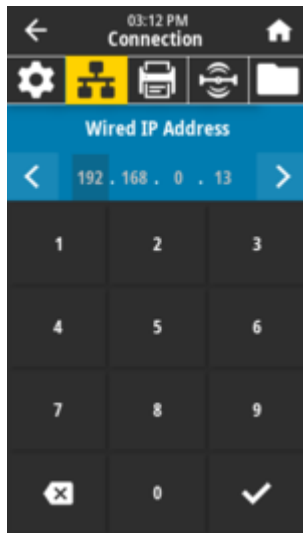 03:12 PM
Connection
Wired IP Address
192 . 168 . 0 . 13
1 2 3
4 5 6
7 8 9
0